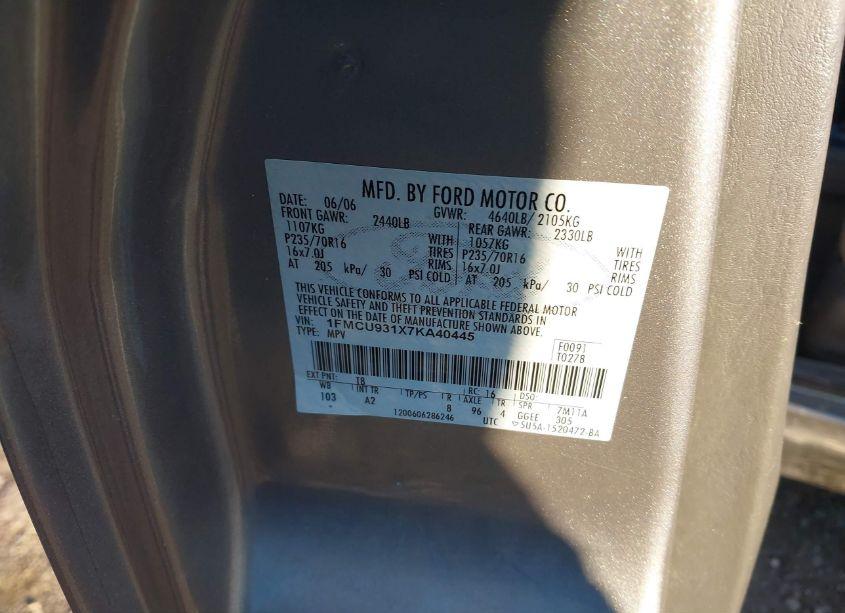 MFD. BY FORD MOTOR CO.
DATE: 06/06 GVWR: 4640LB/ 2105KG
FRONT GAWR: 2440LB REAR GAWR: 2330LB
1107KG WITH 1057KG WITH
P235/70R16 TIRES P235/70R16 TIRES
16x7.0J RIMS 16x7.0J RIMS
AT 205 kPa/ 30 PSI COLD AT 205 kPa/ 30 PSI COLD
THIS VEHICLE CONFORMS TO ALL APPLICABLE FEDERAL MOTOR
VEHICLE SAFETY AND THEFT PREVENTION STANDARDS IN
EFFECT ON THE DATE OF MANUFACTURE SHOWN ABOVE.
VIN: 1FMCU931X7KA40445
TYPE: MPV
F0091
T0278
EXT PNT: T8 RC: 16 DSO:
WB INT TR TP/PS R AXLE TR SPR 7M11A
103 A2 8 96 4 GGEE 305
1200606286246 UTC 5U5A-1520472-BA